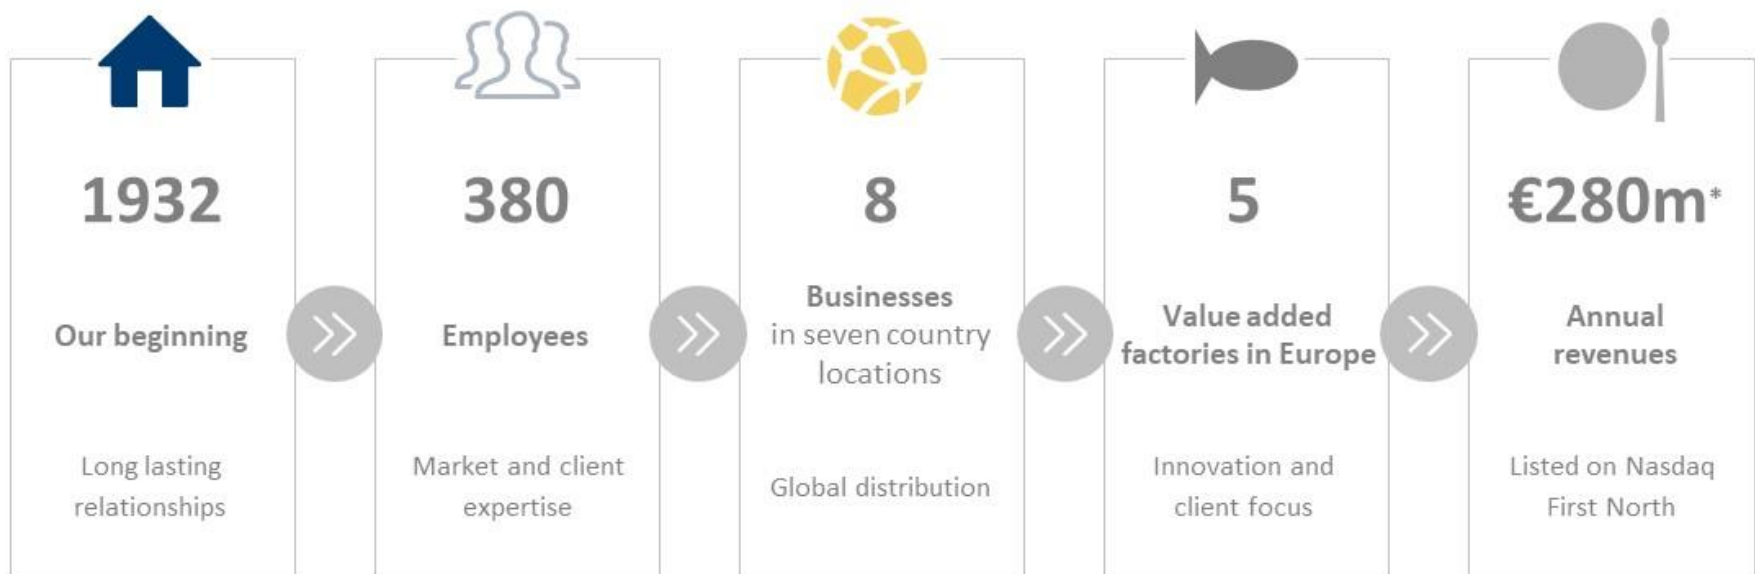 1932
Our beginning
Long lasting
relationships
380
Employees
Market and client
expertise
8
Businesses
in seven country
locations
Global distribution
5
Value added
factories in Europe
Innovation and
client focus
€280m*
Annual
revenues
Listed on Nasdaq
First North